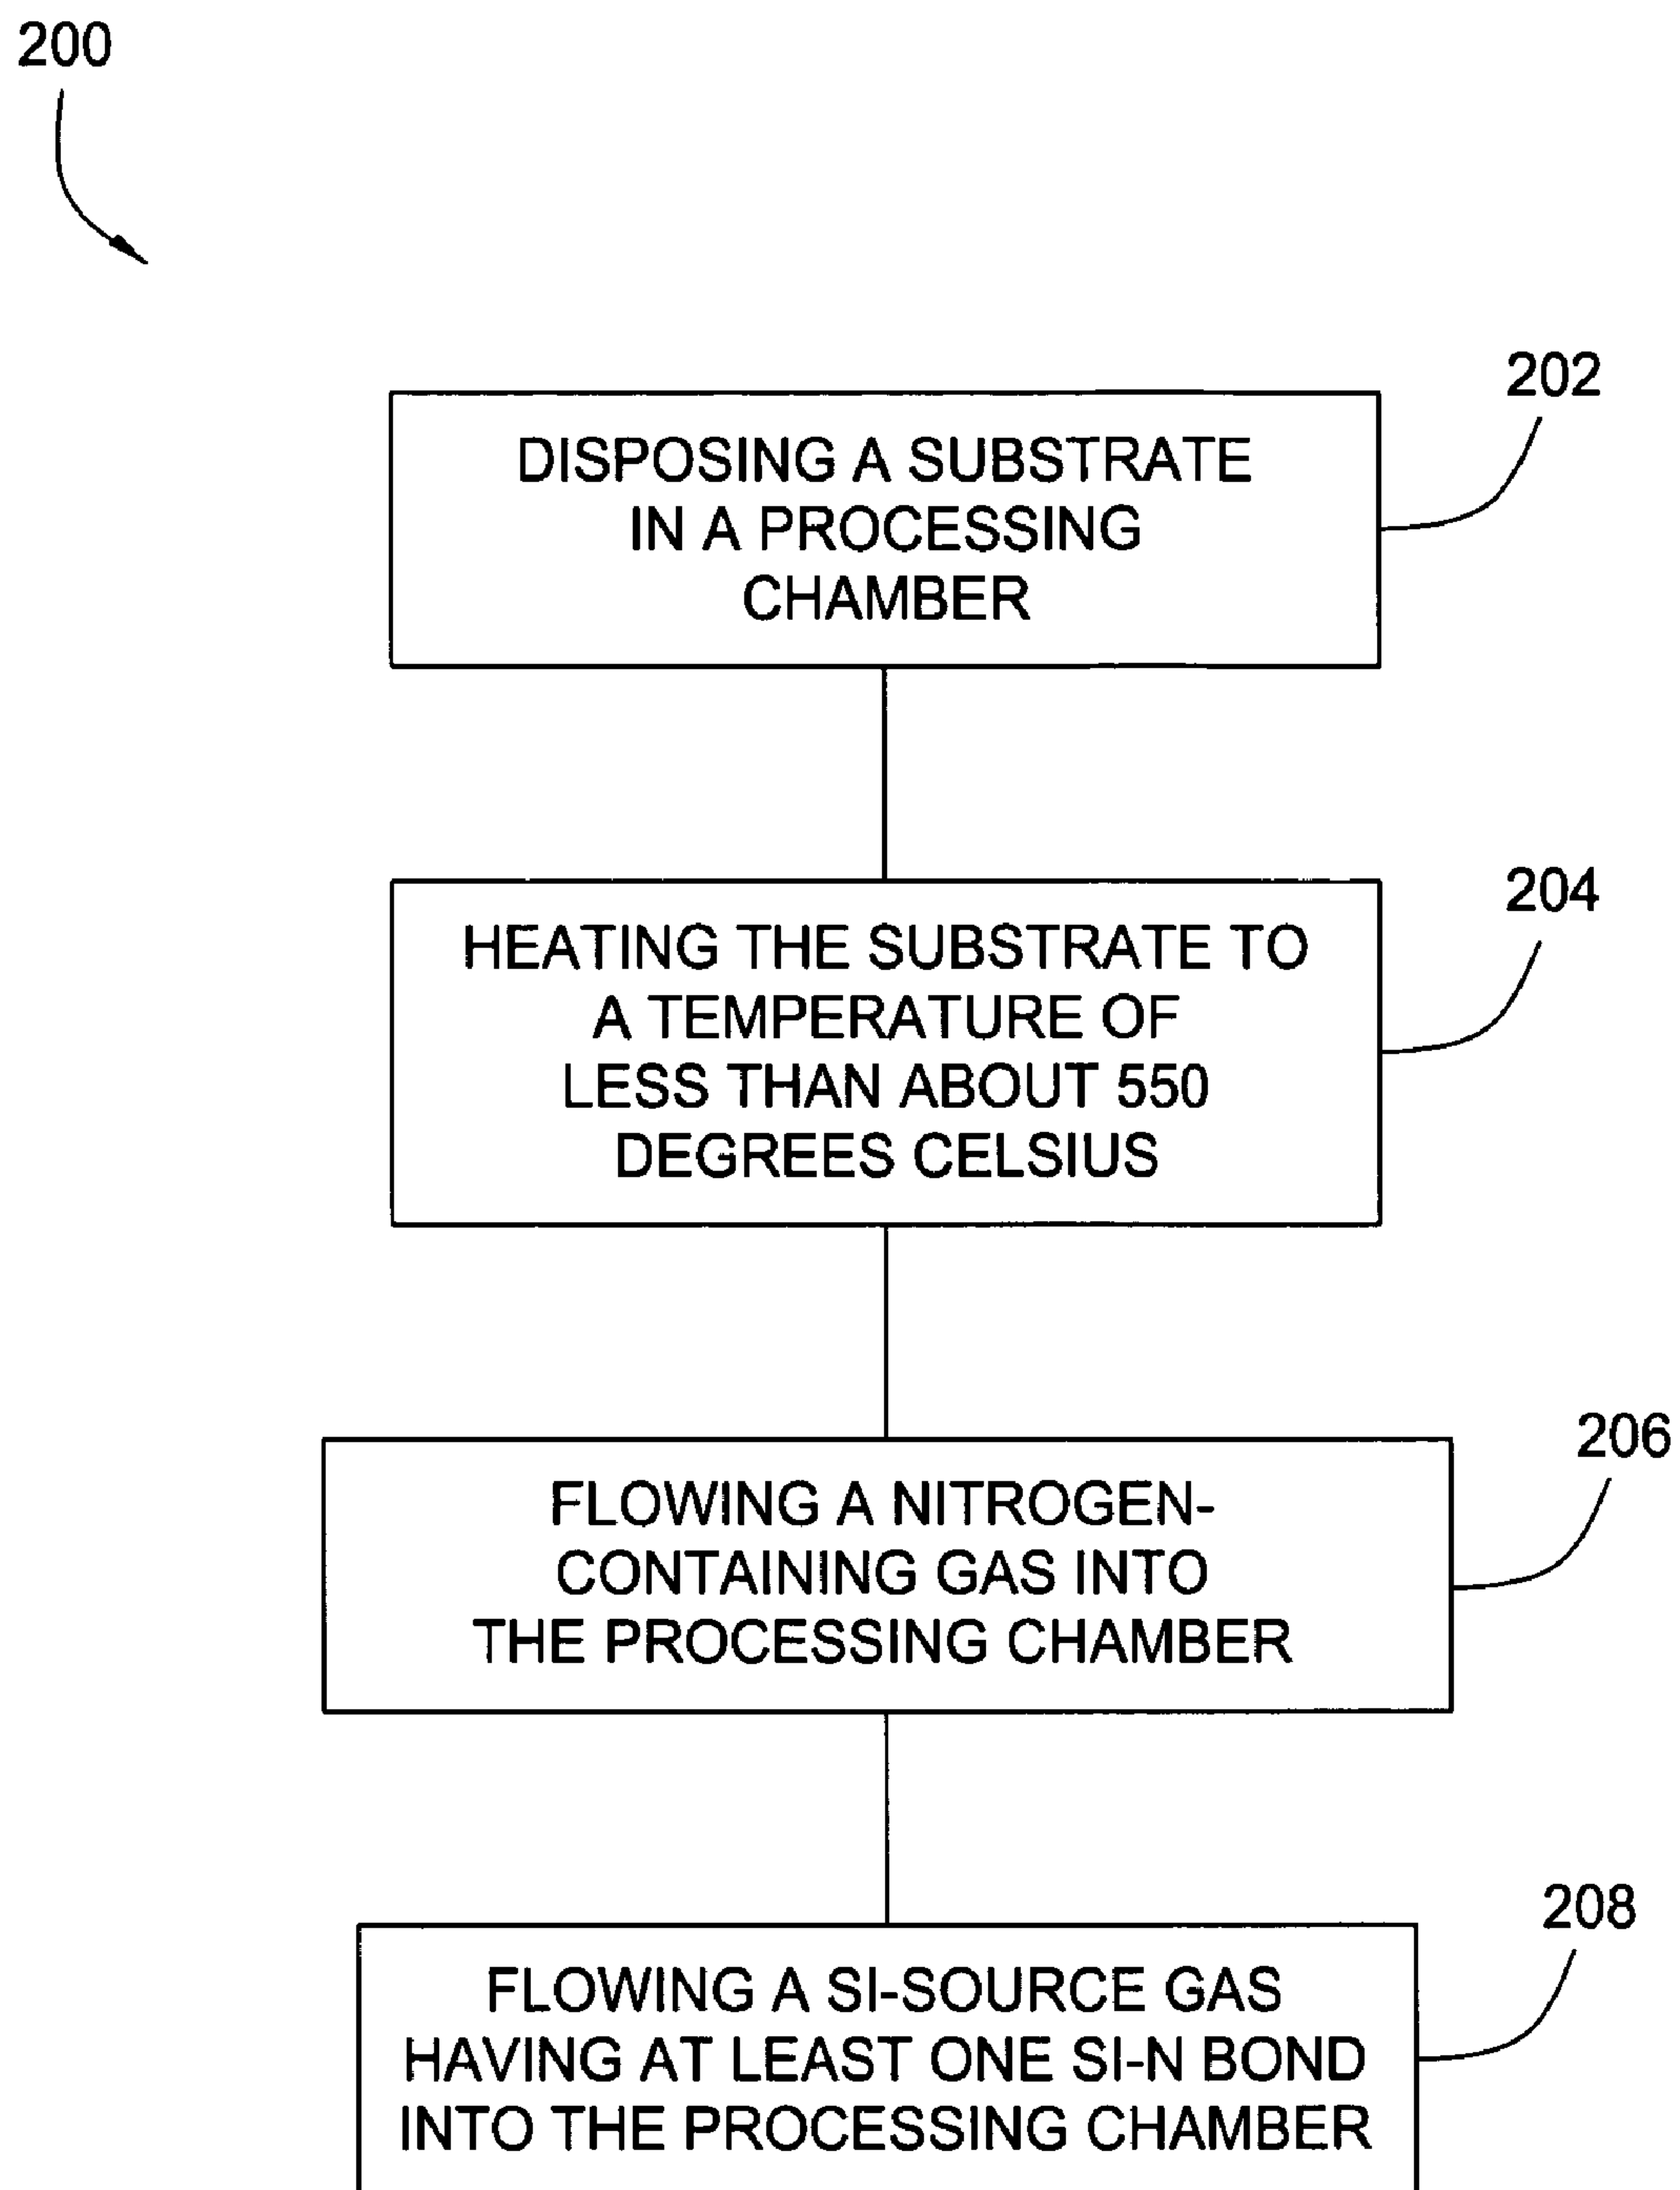 200
202
DISPOSING A SUBSTRATE
IN A PROCESSING
CHAMBER
204
HEATING THE SUBSTRATE TO
A TEMPERATURE OF
LESS THAN ABOUT 550
DEGREES CELSIUS
206
FLOWING A NITROGEN-
CONTAINING GAS INTO
THE PROCESSING CHAMBER
208
FLOWING A SI-SOURCE GAS
HAVING AT LEAST ONE SI-N BOND
INTO THE PROCESSING CHAMBER